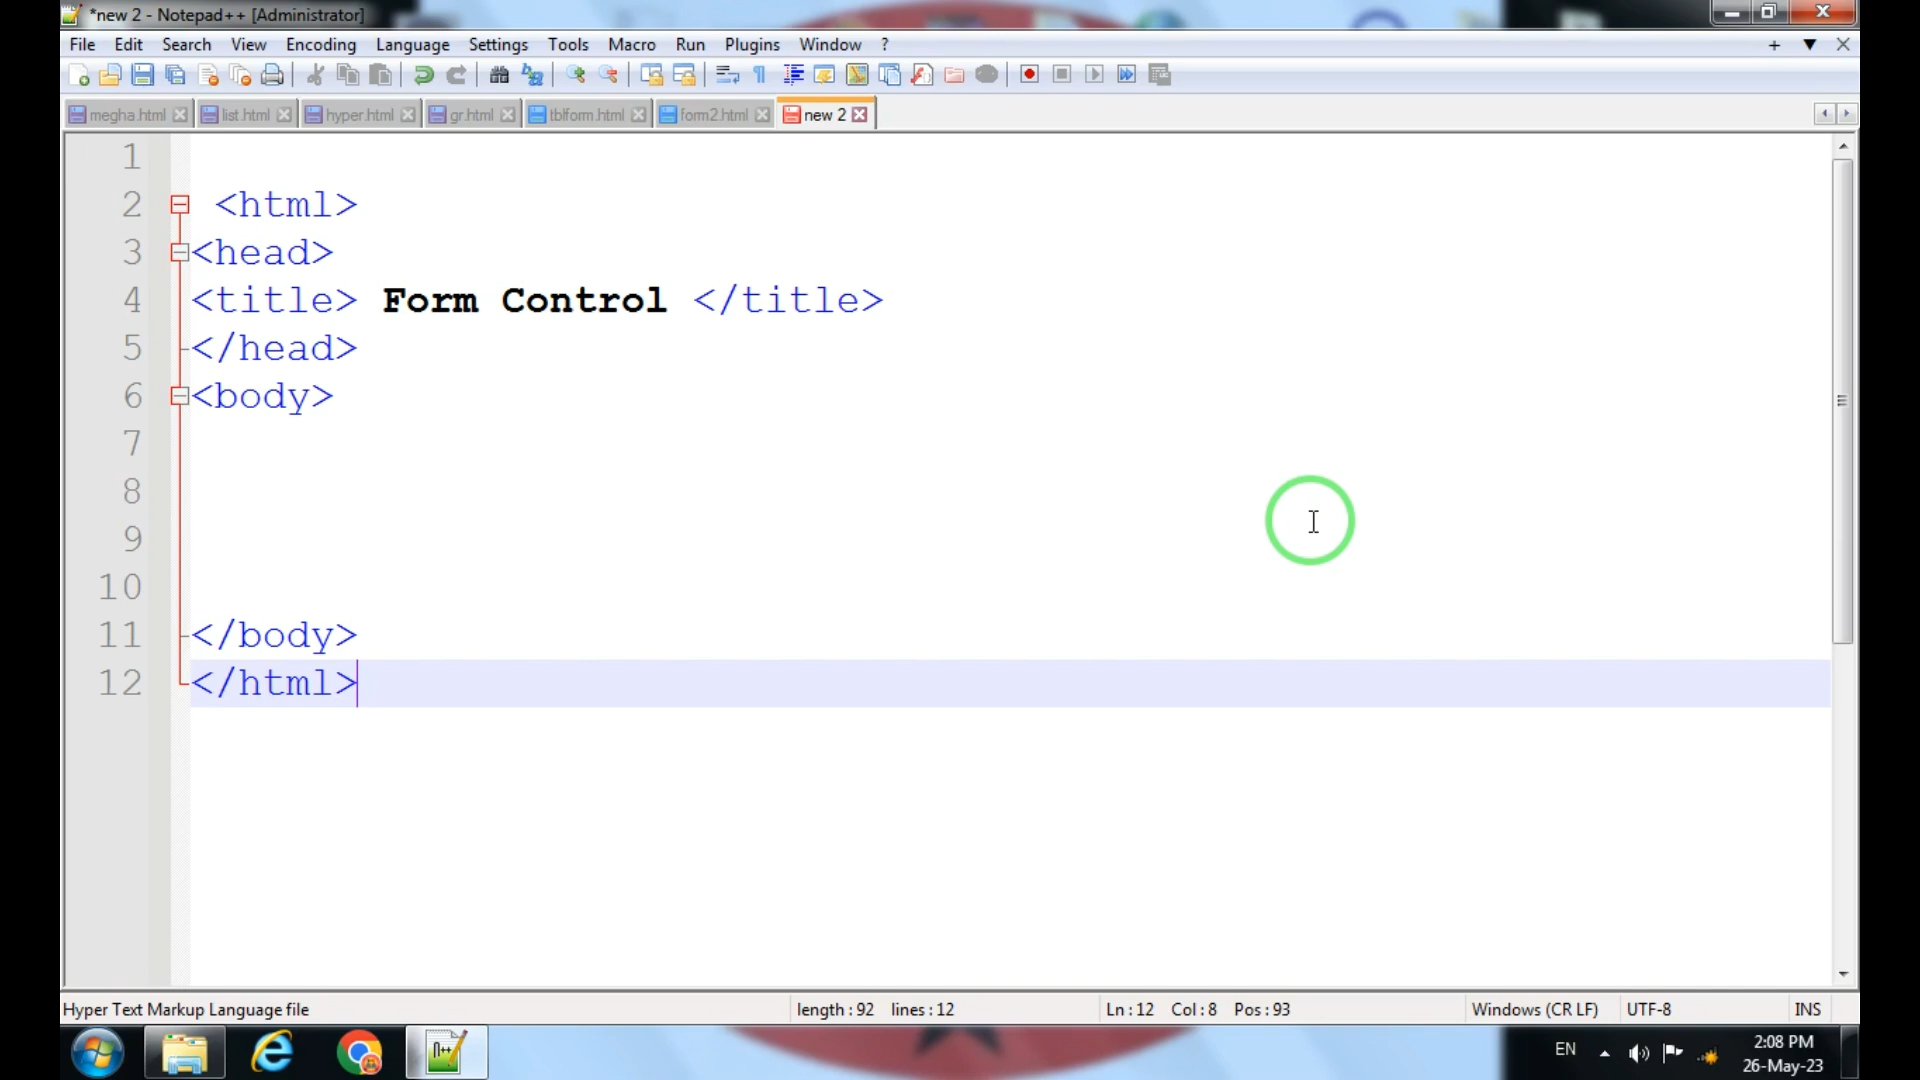 *new 2 - Notepad++ [Administrator]
File Edit Search View Encoding Language Settings Tools Macro Run Plugins Window ?
megha.html list.html hyper.html gr.html tblform.html form2.html new 2
1
2 <html>
3 <head>
4 <title> Form Control </title>
5 </head>
6 <body>
7
8
9
10
11 </body>
12 </html>
Hyper Text Markup Language file length : 92 lines : 12 Ln : 12 Col : 8 Pos : 93 Windows (CR LF) UTF-8 INS
EN 2:08 PM
26-May-23